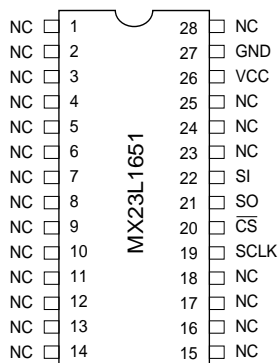 NC 1 28 NC
NC 2 27 GND
NC 3 26 VCC
NC 4 25 NC
NC 5 24 NC
NC 6 23 NC
NC 7 22 SI
NC 8 21 SO
NC 9 20 C̅S̅
NC 10 19 SCLK
NC 11 18 NC
NC 12 17 NC
NC 13 16 NC
NC 14 15 NC
MX23L1651